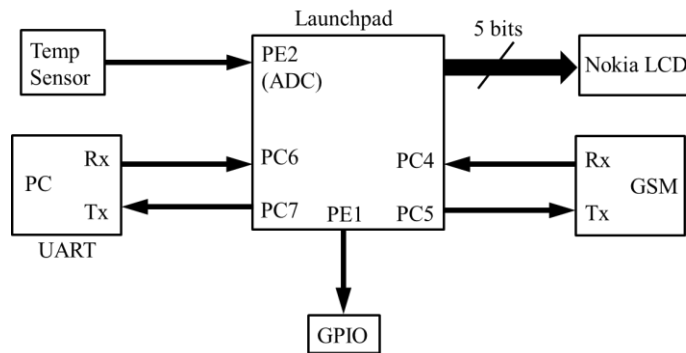 Launchpad
5 bits
Temp
Sensor
PE2
(ADC)
Nokia LCD
PC
Rx
Tx
UART
PC6
PC7
PE1
PC4
PC5
Rx
GSM
Tx
GPIO